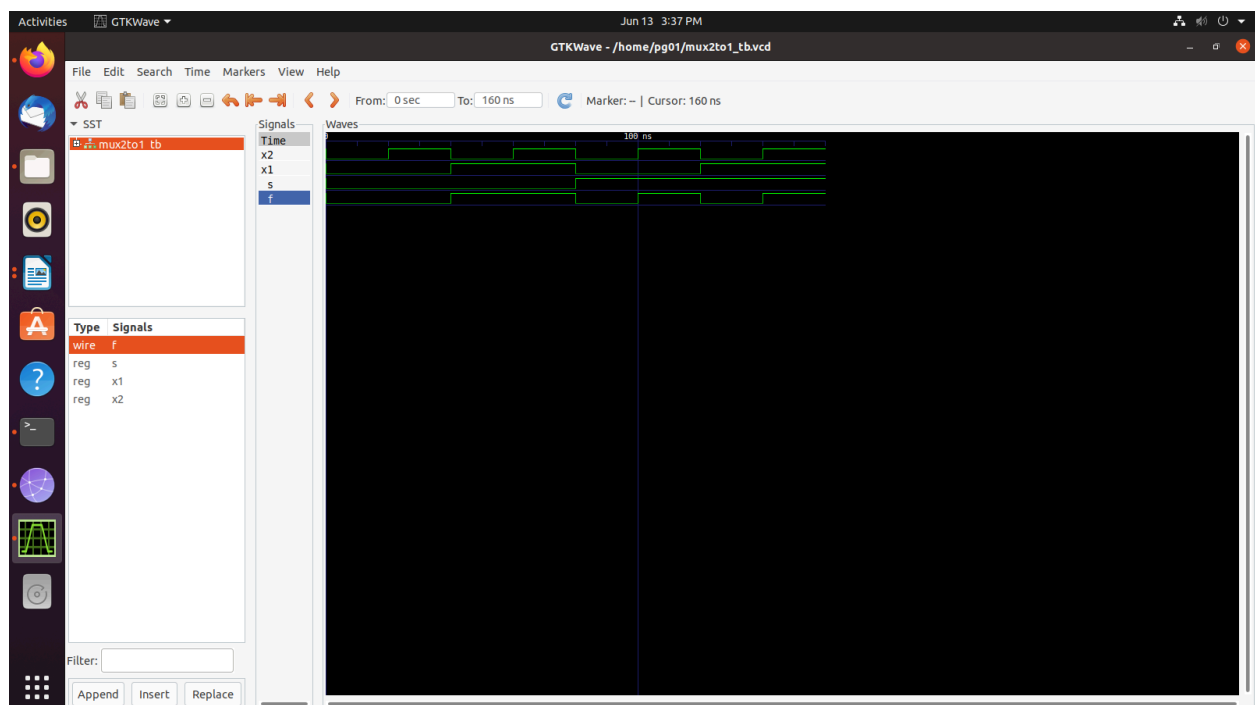 Activities GTKWave Jun 13 3:37 PM
GTKWave - /home/pg01/mux2to1_tb.vcd
File Edit Search Time Markers View Help
From: 0 sec To: 160 ns Marker: -- | Cursor: 160 ns
SST
mux2to1_tb
Type Signals
wire f
reg s
reg x1
reg x2
Filter:
Append Insert Replace
Signals
Time
x2
x1
s
f
Waves
100 ns